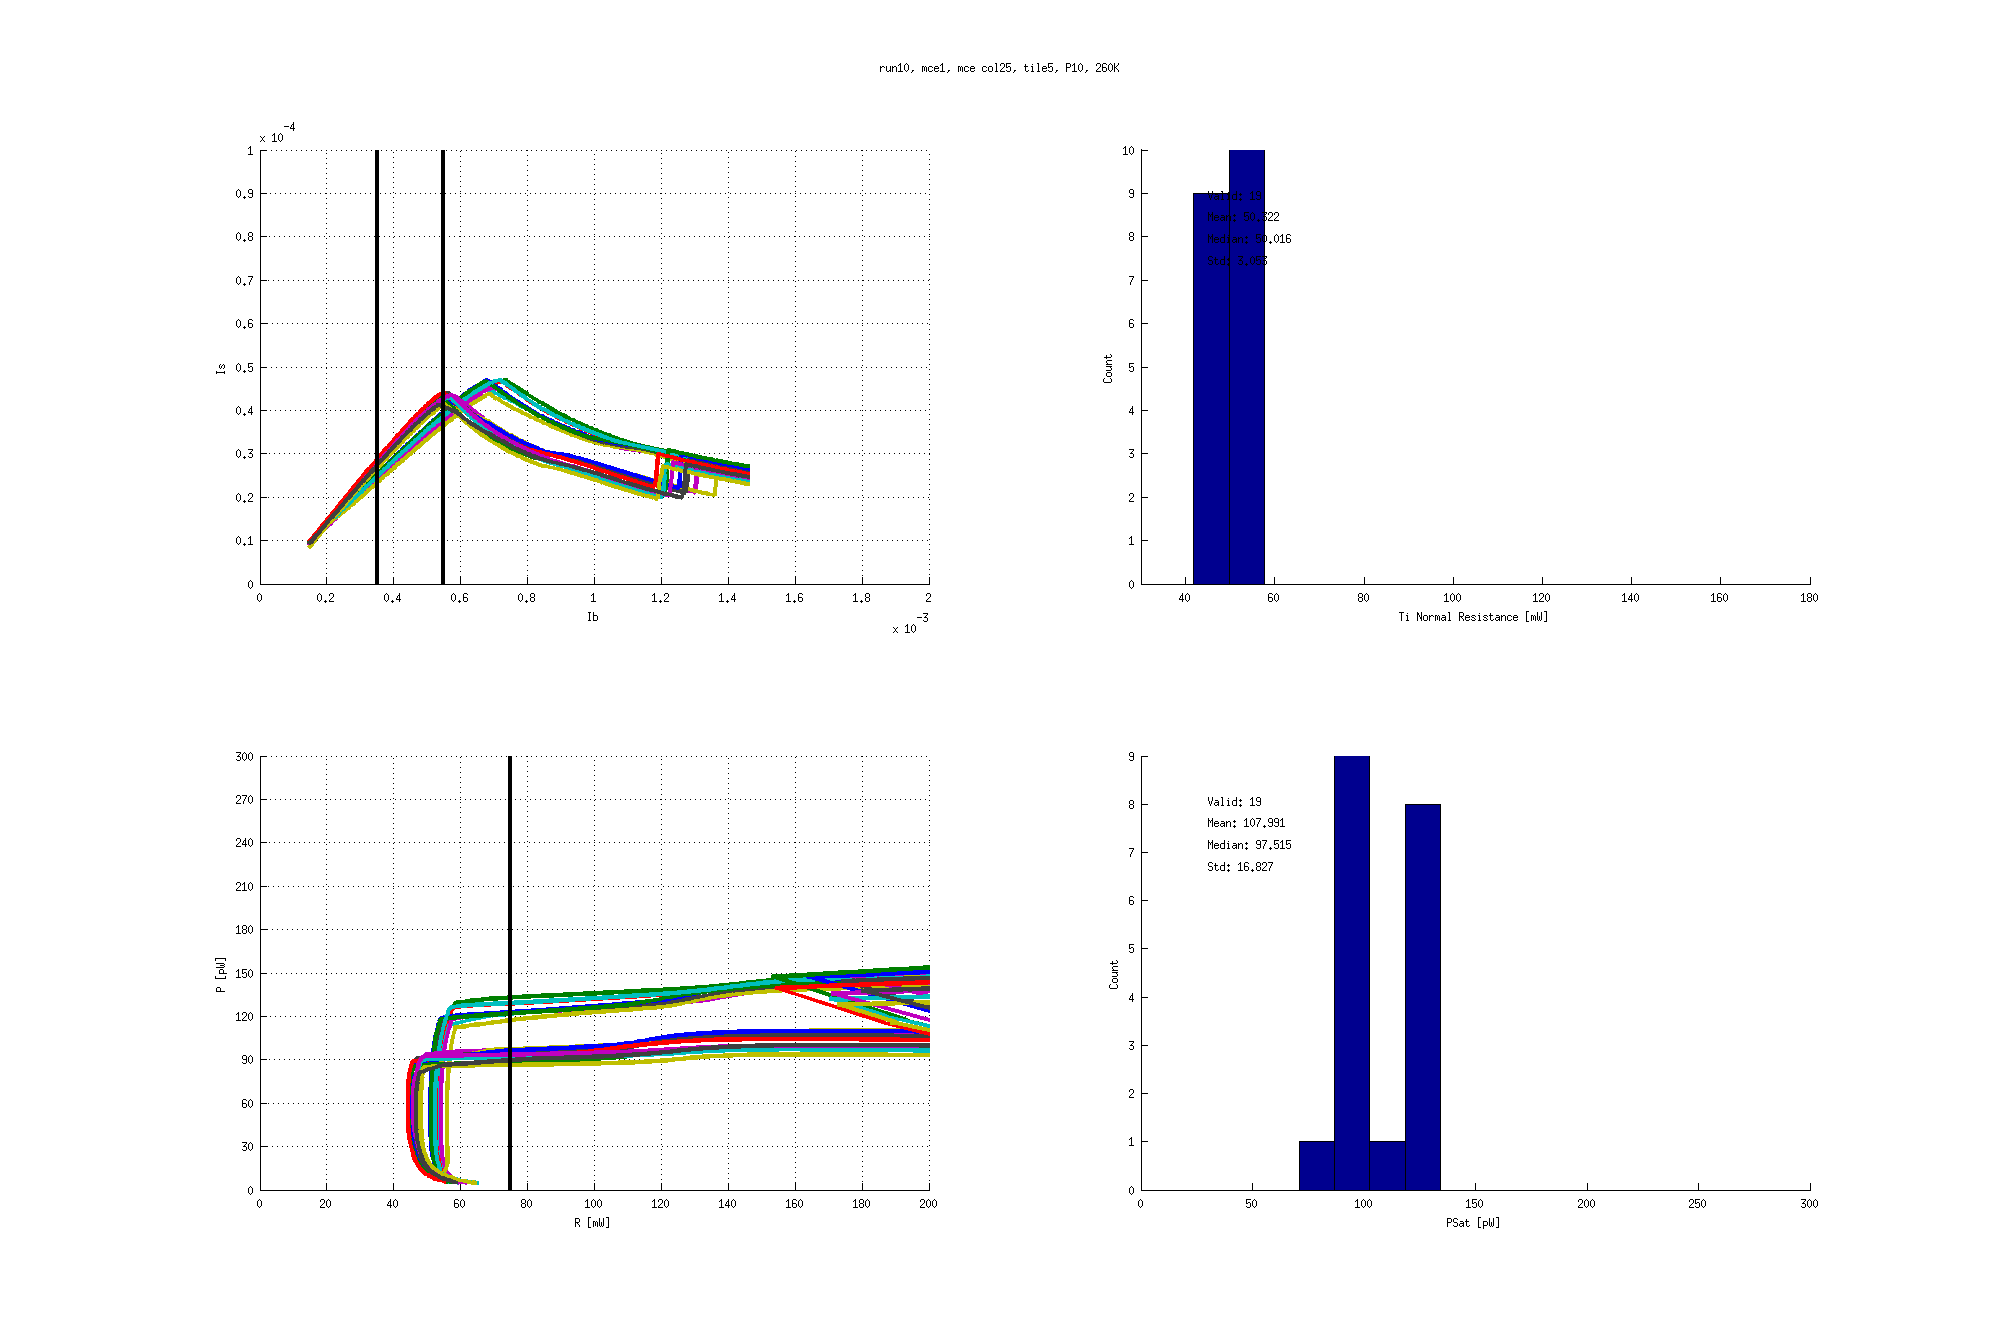 run10, mce1, mce col25, tile5, P10, 260K
x 10 -4
1
0.9
0.8
0.7
0.6
0.5
0.4
0.3
0.2
0.1
0
Is
0 0.2 0.4 0.6 0.8 1 1.2 1.4 1.6 1.8 2
Ib
x 10 -3
10
9
8
7
6
5
4
3
2
1
0
Count
Valid: 19
Mean: 50.322
Median: 50.016
Std: 3.053
40 60 80 100 120 140 160 180
Ti Normal Resistance [mW]
300
270
240
210
180
150
120
90
60
30
0
P [pW]
0 20 40 60 80 100 120 140 160 180 200
R [mW]
9
8
7
6
5
4
3
2
1
0
Count
Valid: 19
Mean: 107.991
Median: 97.515
Std: 16.827
0 50 100 150 200 250 300
PSat [pW]